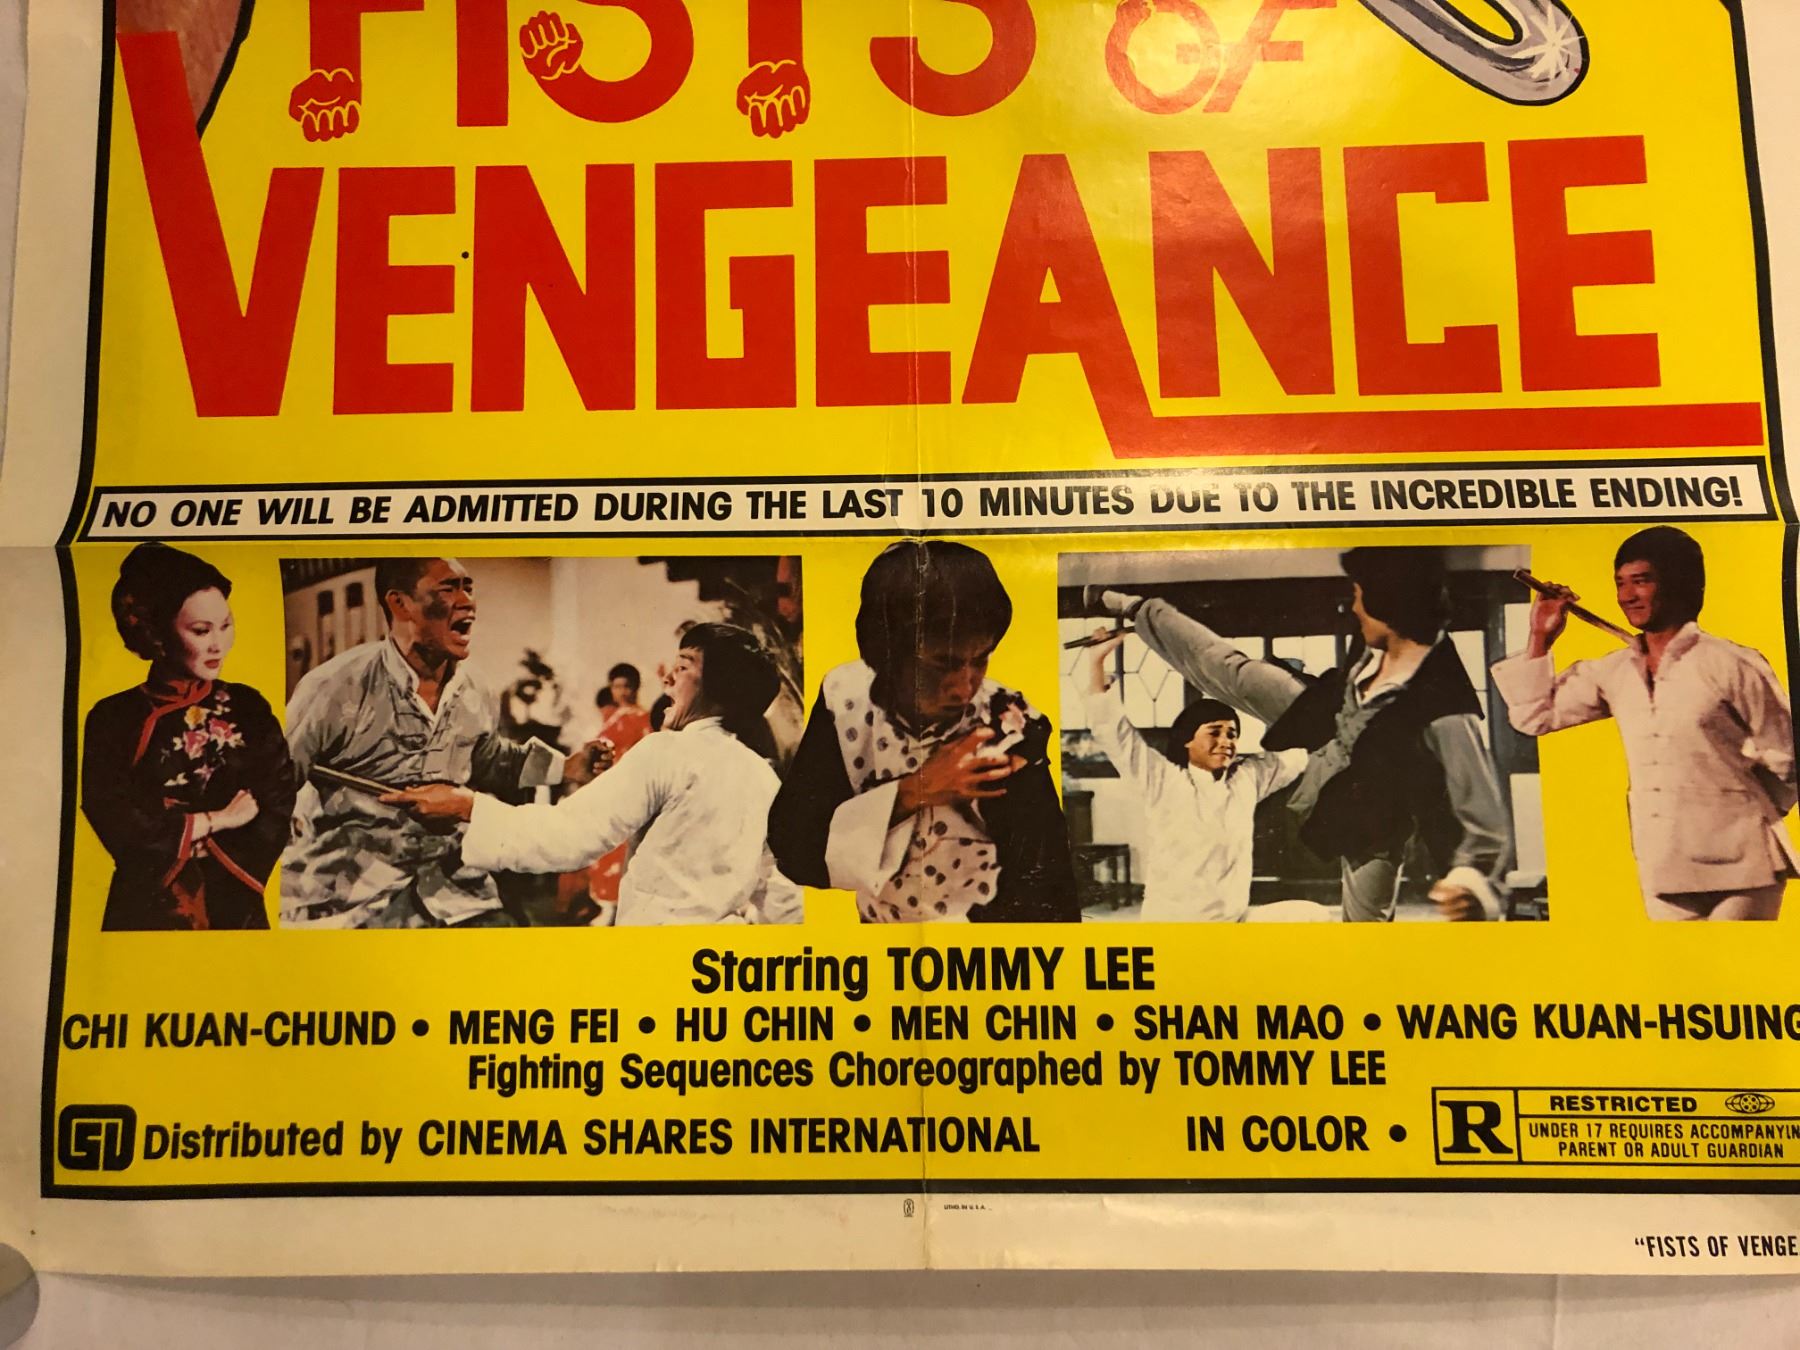 FISTS OF
VENGEANCE
NO ONE WILL BE ADMITTED DURING THE LAST 10 MINUTES DUE TO THE INCREDIBLE ENDING!
Starring TOMMY LEE
CHI KUAN-CHUND • MENG FEI • HU CHIN • MEN CHIN • SHAN MAO • WANG KUAN-HSUING
Fighting Sequences Choreographed by TOMMY LEE
Distributed by CINEMA SHARES INTERNATIONAL IN COLOR •
R RESTRICTED
UNDER 17 REQUIRES ACCOMPANYIN
PARENT OR ADULT GUARDIAN
LITHO. IN U.S.A.
"FISTS OF VENGE